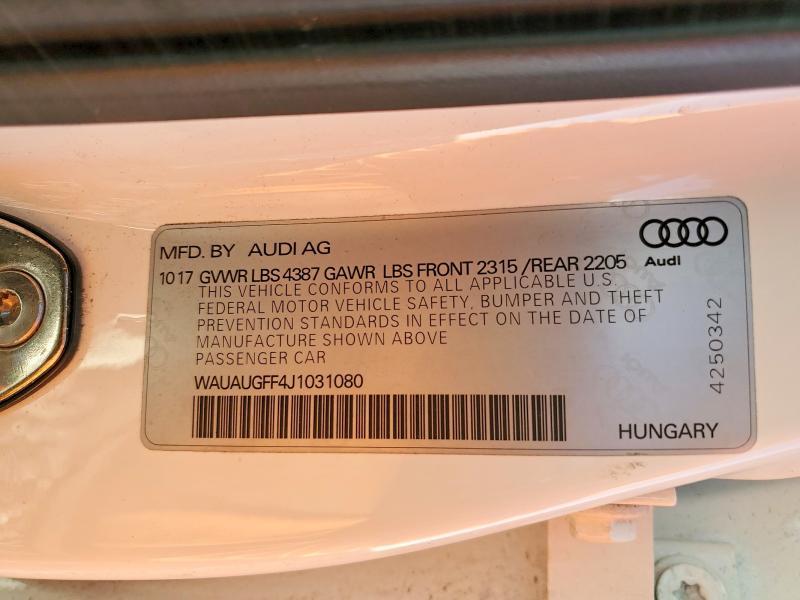 MFD. BY AUDI AG
Audi
10 17 GVWR LBS 4387 GAWR LBS FRONT 2315 /REAR 2205
THIS VEHICLE CONFORMS TO ALL APPLICABLE U.S.
FEDERAL MOTOR VEHICLE SAFETY, BUMPER AND THEFT
PREVENTION STANDARDS IN EFFECT ON THE DATE OF
MANUFACTURE SHOWN ABOVE
PASSENGER CAR
WAUAUGFF4J1031080
4250342
HUNGARY